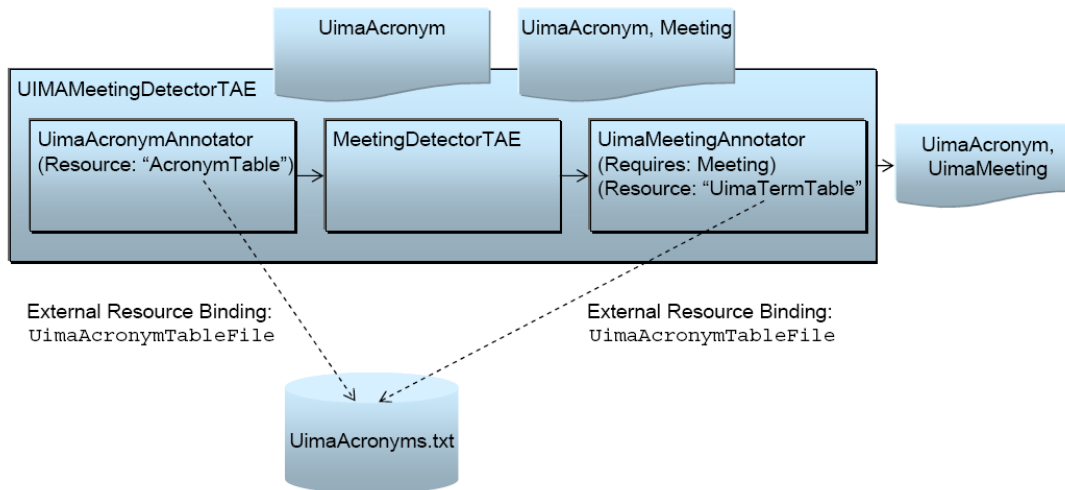 UimaAcronym
UimaAcronym, Meeting
UIMAMeetingDetectorTAE
UimaAcronymAnnotator
(Resource: “AcronymTable”)
MeetingDetectorTAE
UimaMeetingAnnotator
(Requires: Meeting)
(Resource: “UimaTermTable”
UimaAcronym,
UimaMeeting
External Resource Binding:
UimaAcronymTableFile
External Resource Binding:
UimaAcronymTableFile
UimaAcronyms.txt